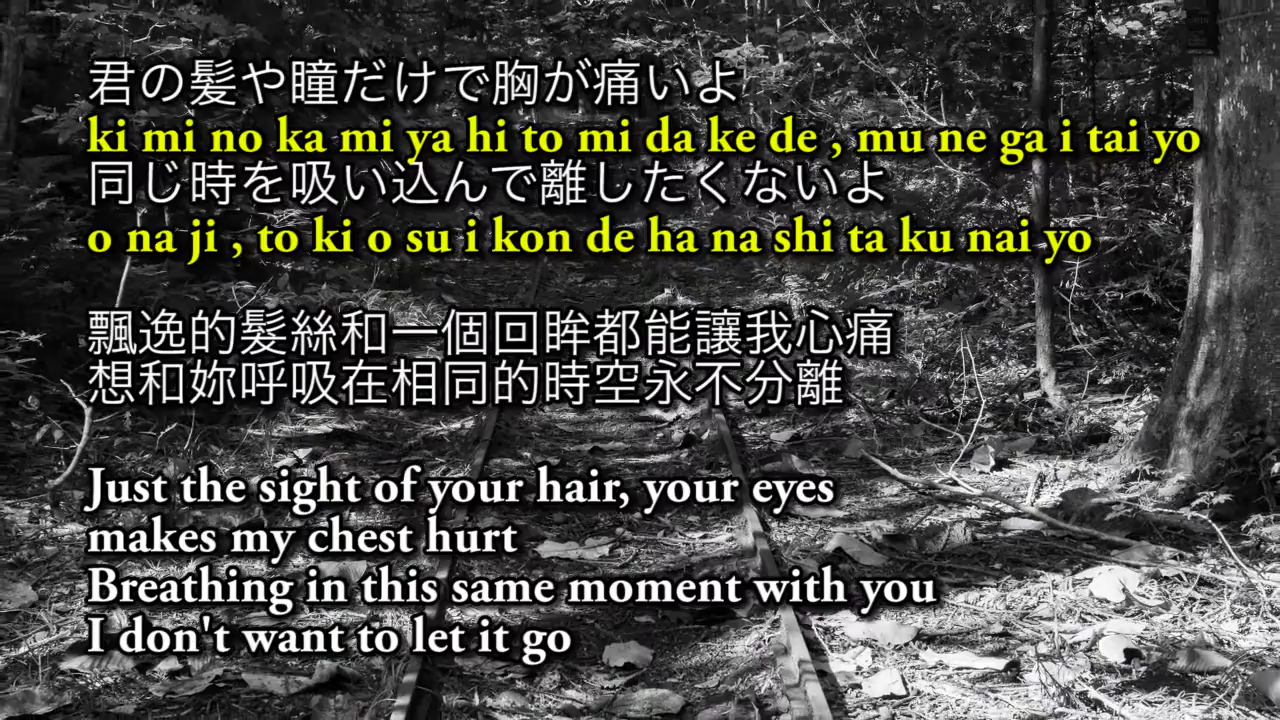 君の髪や瞳だけで胸が痛いよ
ki mi no ka mi ya hi to mi da ke de , mu ne ga i tai yo
同じ時を吸い込んで離したくないよ
o na ji , to ki o su i kon de ha na shi ta ku nai yo
飄逸的髮絲和一個回眸都能讓我心痛
想和妳呼吸在相同的時空永不分離
Just the sight of your hair, your eyes
makes my chest hurt
Breathing in this same moment with you
I don't want to let it go